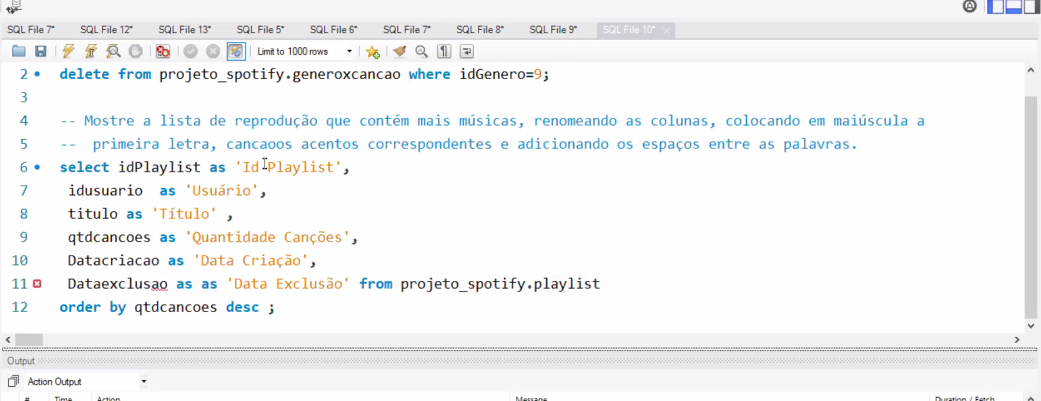 SQL File 7* SQL File 12* SQL File 13* SQL File 5* SQL File 6* SQL File 7* SQL File 8* SQL File 9* SQL File 10* ×
Limit to 1000 rows
2 delete from projeto_spotify.generoxcancao where idGenero=9;
3
4 -- Mostre a lista de reprodução que contém mais músicas, renomeando as colunas, colocando em maiúscula a
5 --  primeira letra, cancaoos acentos correspondentes e adicionando os espaços entre as palavras.
6 select idPlaylist as 'Id Playlist',
7 idusuario  as 'Usuário',
8 titulo as 'Título' ,
9 qtdcancoes as 'Quantidade Canções',
10 Datacriacao as 'Data Criação',
11 Dataexclusao as as 'Data Exclusão' from projeto_spotify.playlist
12 order by qtdcancoes desc ;
Output
Action Output
# Time Action Message Duration / Fetch